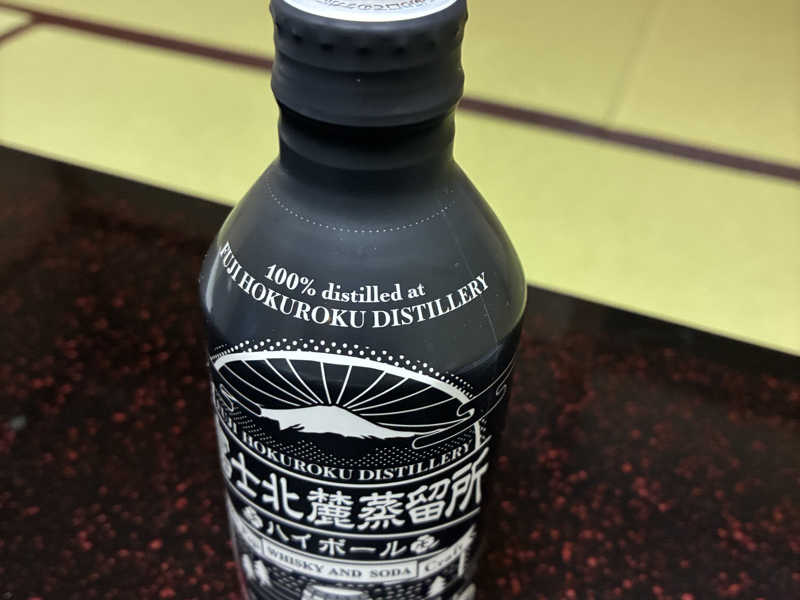 100% distilled at
FUJI HOKUROKU DISTILLERY
FUJI HOKUROKU DISTILLERY
富士北麓蒸留所
ハイボール
WHISKY AND SODA